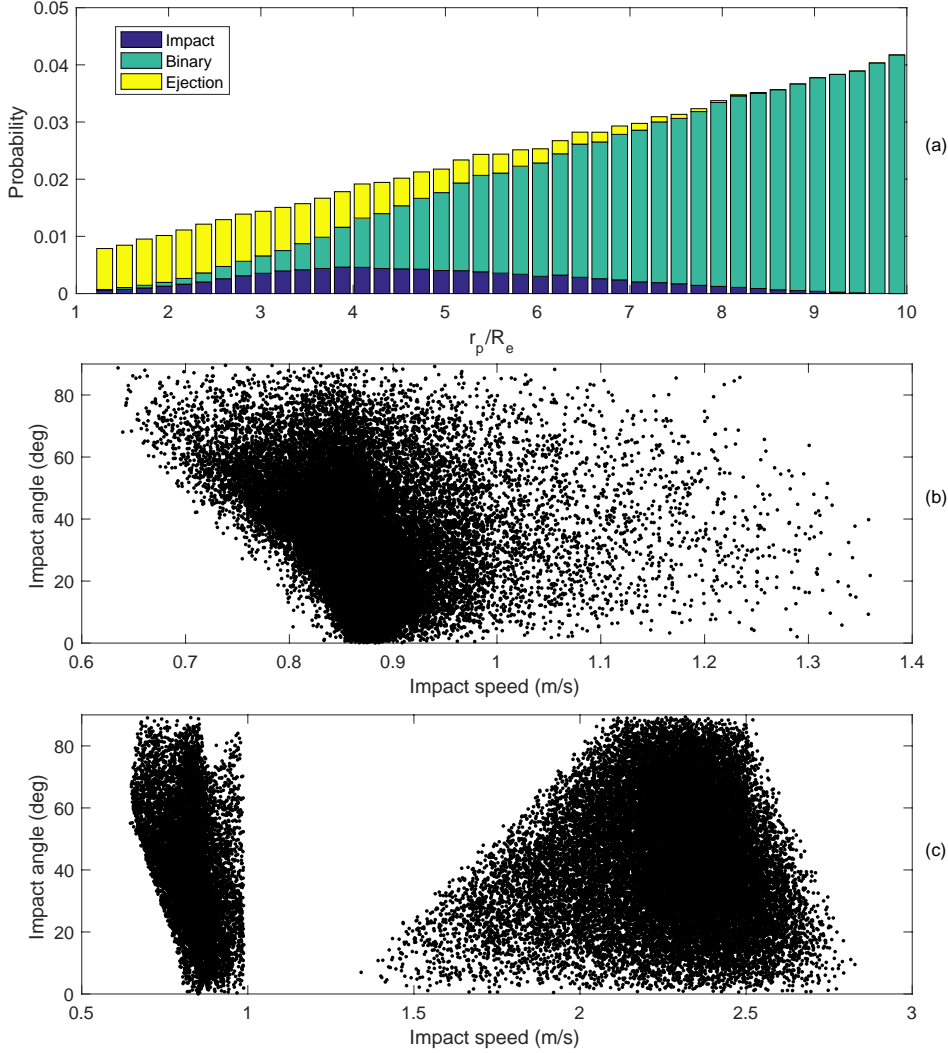 0.05
0.04
0.03
0.02
0.01
0
Probability
Impact
Binary
Ejection
(a)
1 2 3 4 5 6 7 8 9 10
r_p/R_e
80
60
40
20
0
Impact angle (deg)
(b)
0.6 0.7 0.8 0.9 1 1.1 1.2 1.3 1.4
Impact speed (m/s)
80
60
40
20
0
Impact angle (deg)
(c)
0.5 1 1.5 2 2.5 3
Impact speed (m/s)